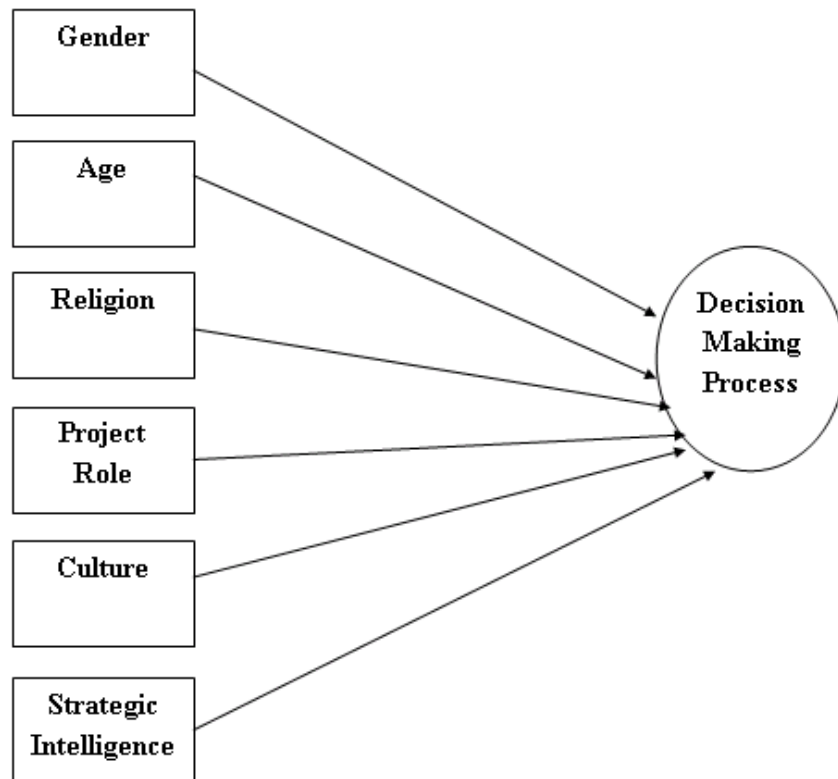 Gender
Age
Religion
Project
Role
Culture
Strategic
Intelligence
Decision
Making
Process